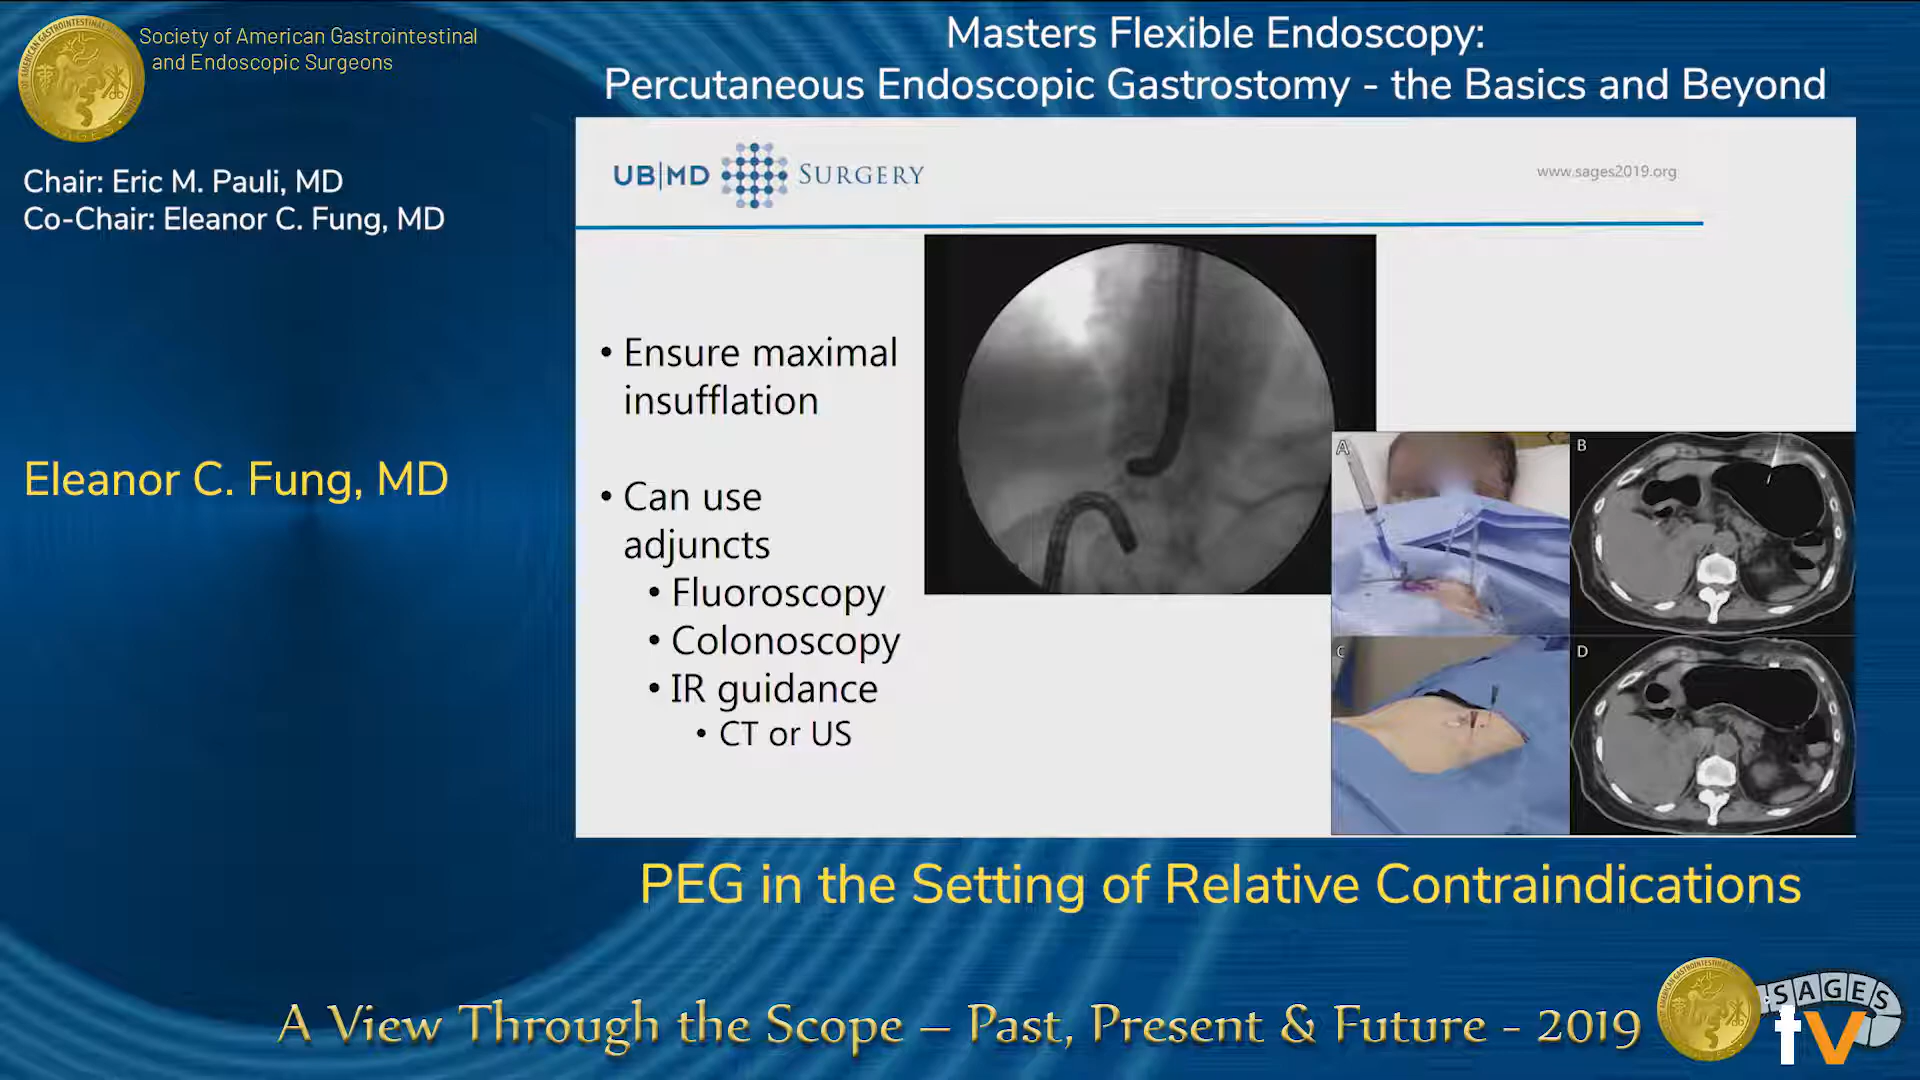 Society of American Gastrointestinal
and Endoscopic Surgeons
Masters Flexible Endoscopy:
Percutaneous Endoscopic Gastrostomy - the Basics and Beyond
Chair: Eric M. Pauli, MD
Co-Chair: Eleanor C. Fung, MD
Eleanor C. Fung, MD
UB|MD SURGERY
www.sages2019.org
• Ensure maximal
insufflation
• Can use
adjuncts
• Fluoroscopy
• Colonoscopy
• IR guidance
• CT or US
A
B
C
D
PEG in the Setting of Relative Contraindications
A View Through the Scope – Past, Present & Future - 2019
SAGES
tv